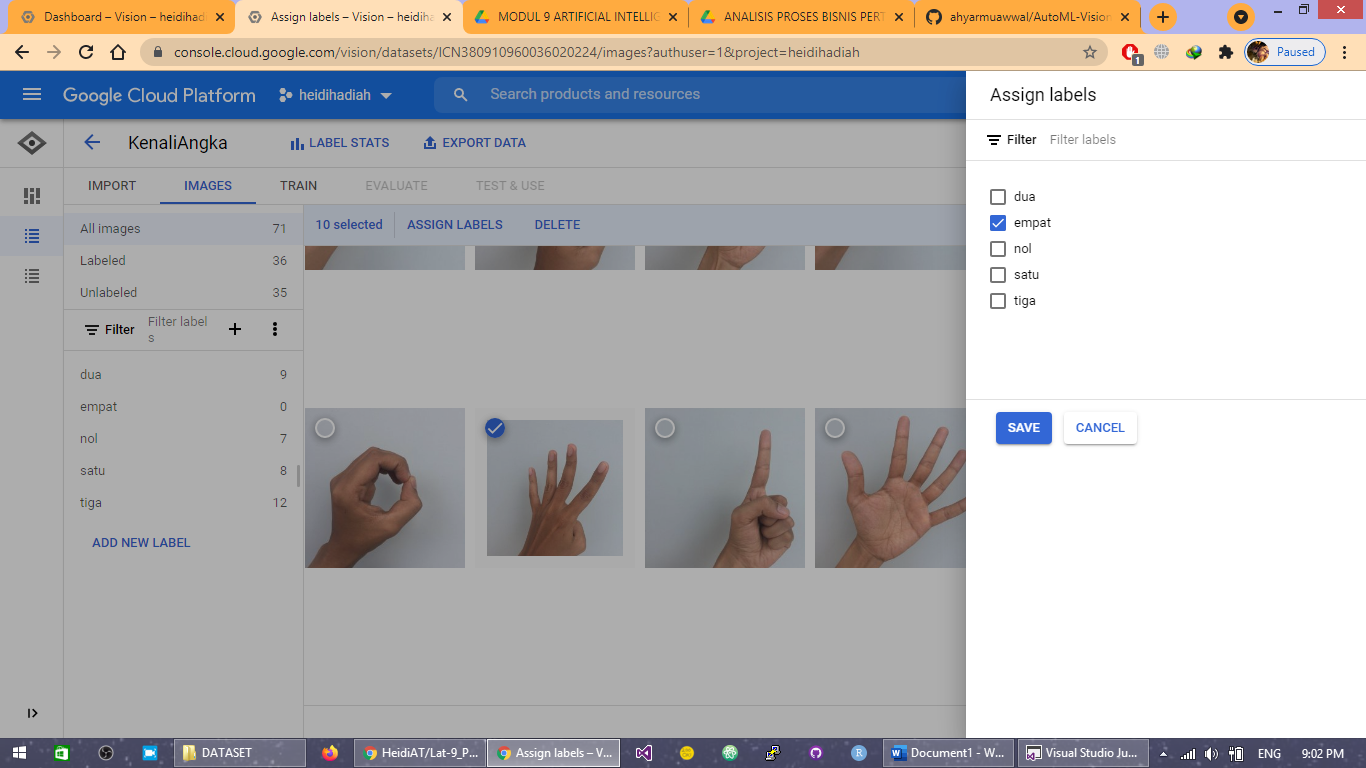 Dashboard – Vision – heidihadi
Assign labels – Vision – heidiha
MODUL 9 ARTIFICIAL INTELLIG
ANALISIS PROSES BISNIS PERT
ahyarmuawwal/AutoML-Vision
console.cloud.google.com/vision/datasets/ICN380910960036020224/images?authuser=1&project=heidihadiah
1
Paused
Google Cloud Platform
heidihadiah
Search products and resources
Assign labels
Filter
Filter labels
dua
empat
nol
satu
tiga
SAVE
CANCEL
KenaliAngka
LABEL STATS
EXPORT DATA
IMPORT
IMAGES
TRAIN
EVALUATE
TEST & USE
All images 71
Labeled 36
Unlabeled 35
Filter
Filter label
s
dua 9
empat 0
nol 7
satu 8
tiga 12
ADD NEW LABEL
10 selected
ASSIGN LABELS
DELETE
DATASET
HeidiAT/Lat-9_P...
Assign labels – V...
Document1 - W...
Visual Studio Ju...
ENG
9:02 PM